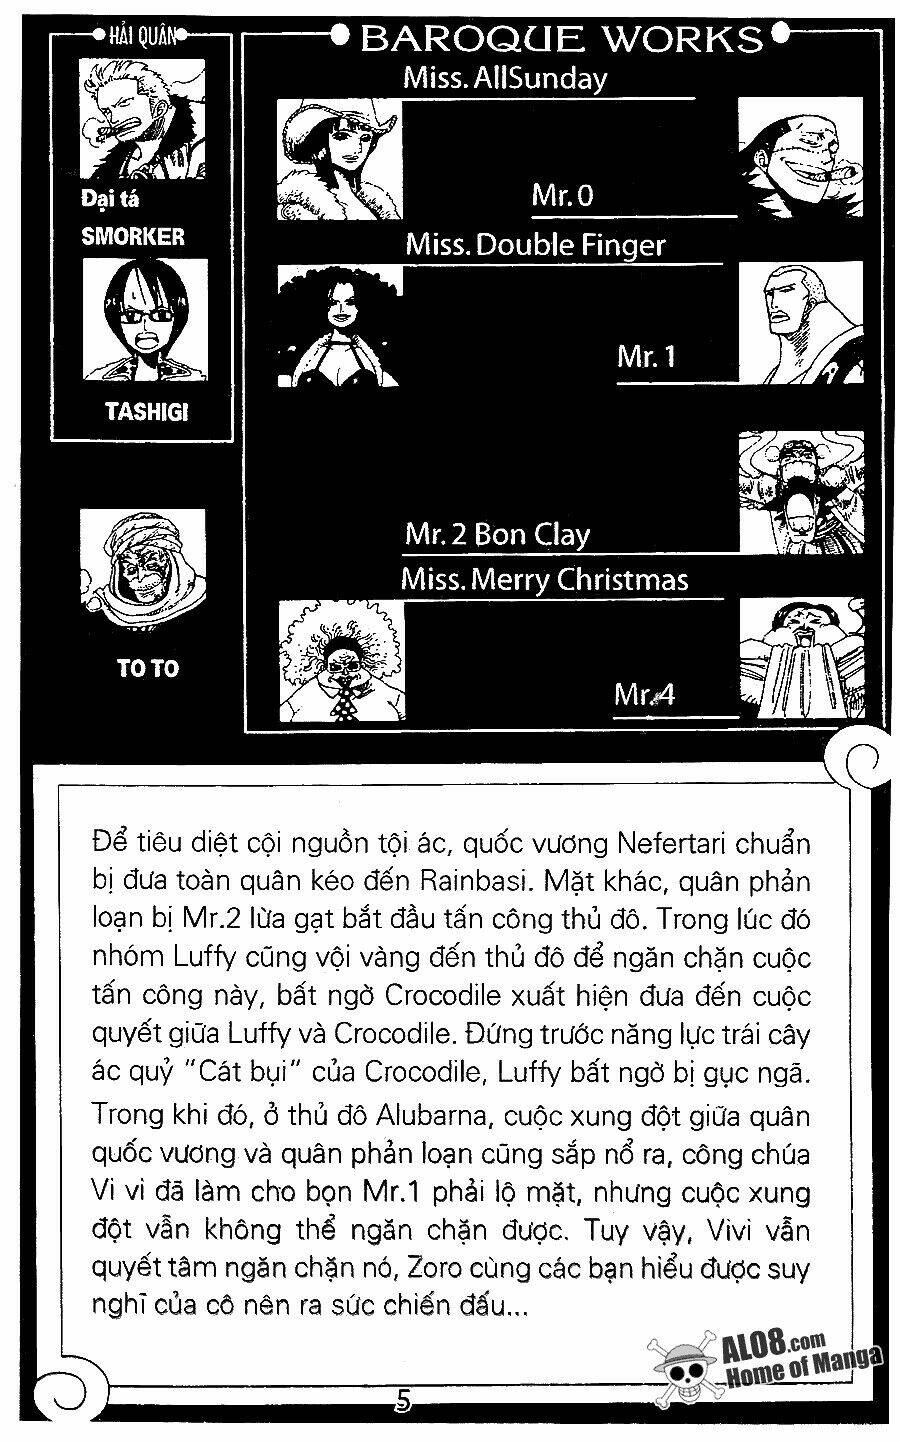 HẢI QUÂN
Đại tá
SMORKER
TASHIGI
TO TO
BAROQUE WORKS
Miss. AllSunday
Mr. 0
Miss. Double Finger
Mr. 1
Mr. 2 Bon Clay
Miss. Merry Christmas
Mr. 4
Để tiêu diệt cội nguồn tội ác, quốc vương Nefertari chuẩn
bị đưa toàn quân kéo đến Rainbasi. Mặt khác, quân phản
loạn bị Mr.2 lừa gạt bắt đầu tấn công thủ đô. Trong lúc đó
nhóm Luffy cũng vội vàng đến thủ đô để ngăn chặn cuộc
tấn công này, bất ngờ Crocodile xuất hiện đưa đến cuộc
quyết giữa Luffy và Crocodile. Đứng trước năng lực trái cây
ác quỷ "Cát bụi" của Crocodile, Luffy bất ngờ bị gục ngã.
Trong khi đó, ở thủ đô Alubarna, cuộc xung đột giữa quân
quốc vương và quân phản loạn cũng sắp nổ ra, công chúa
Vi vi đã làm cho bọn Mr.1 phải lộ mặt, nhưng cuộc xung
đột vẫn không thể ngăn chặn được. Tuy vậy, Vivi vẫn
quyết tâm ngăn chặn nó, Zoro cùng các bạn hiểu được suy
nghĩ của cô nên ra sức chiến đấu...
AL08.com
Home of Manga
5